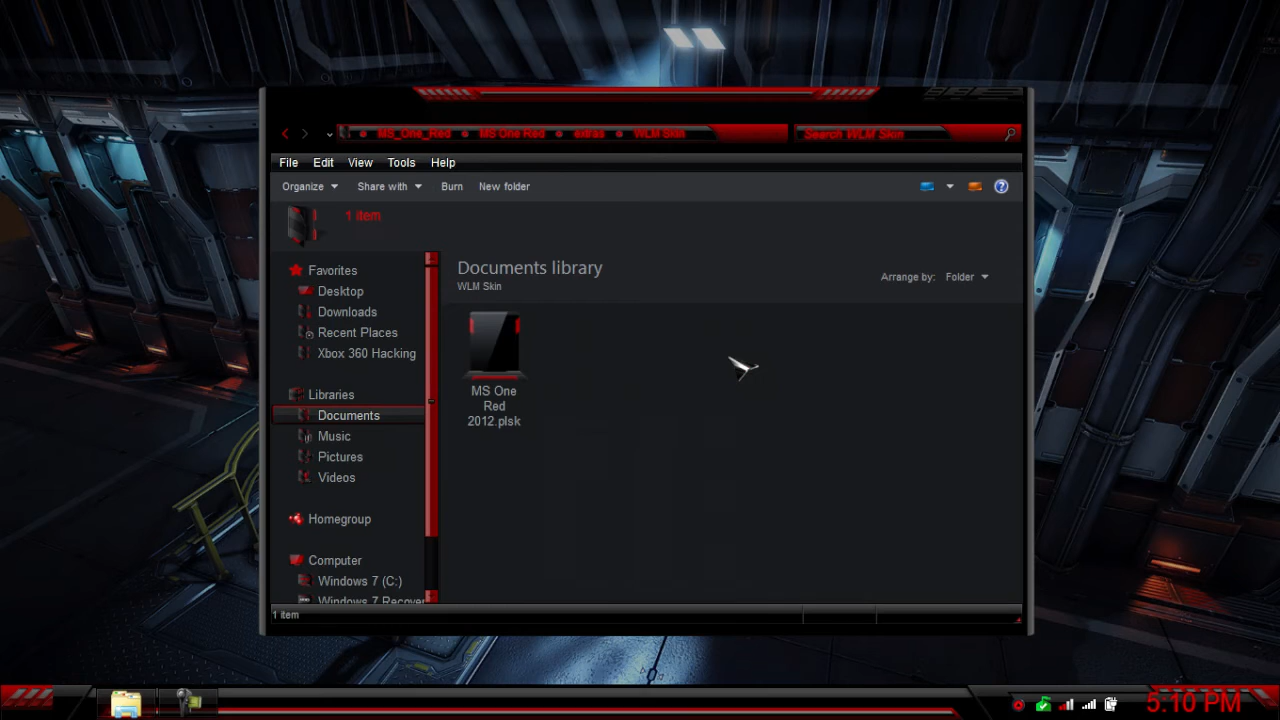 MS_One_Red MS One Red extras WLM Skin Search WLM Skin
File Edit View Tools Help
Organize Share with Burn New folder
1 item
Documents library
WLM Skin
Arrange by: Folder
Favorites
Desktop
Downloads
Recent Places
Xbox 360 Hacking
Libraries
Documents
Music
Pictures
Videos
Homegroup
Computer
Windows 7 (C:)
Windows 7 Recover
MS One
Red
2012.plsk
1 item
5:10 PM